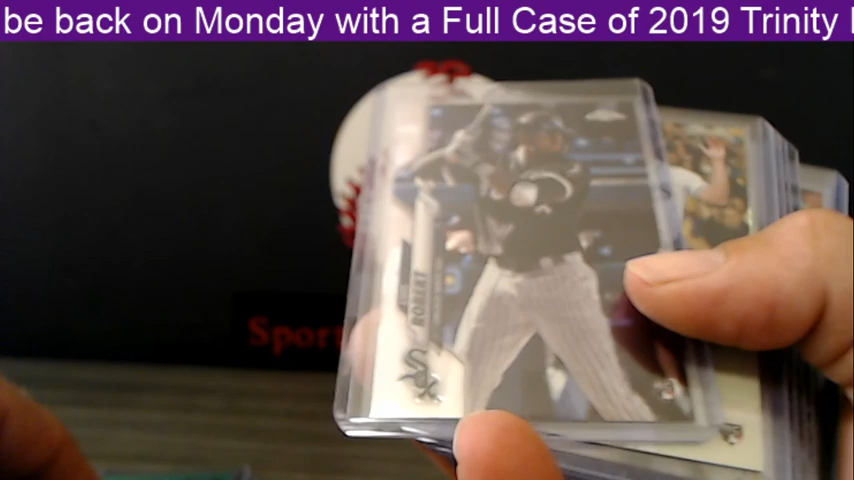 be back on Monday with a Full Case of 2019 Trinity
ROBERT
Sox
Sport